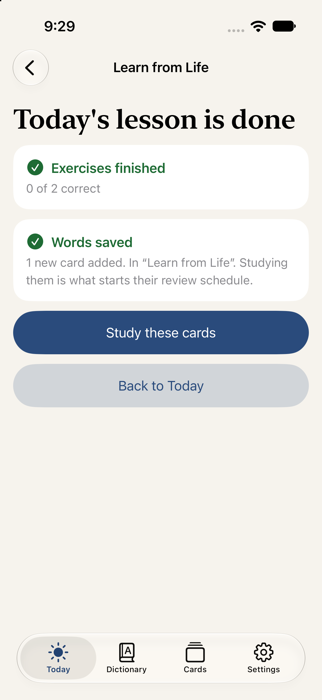 9:29
Learn from Life
Today's lesson is done
Exercises finished
0 of 2 correct
Words saved
1 new card added. In “Learn from Life”. Studying
them is what starts their review schedule.
Study these cards
Back to Today
A
Today
Dictionary
Cards
Settings